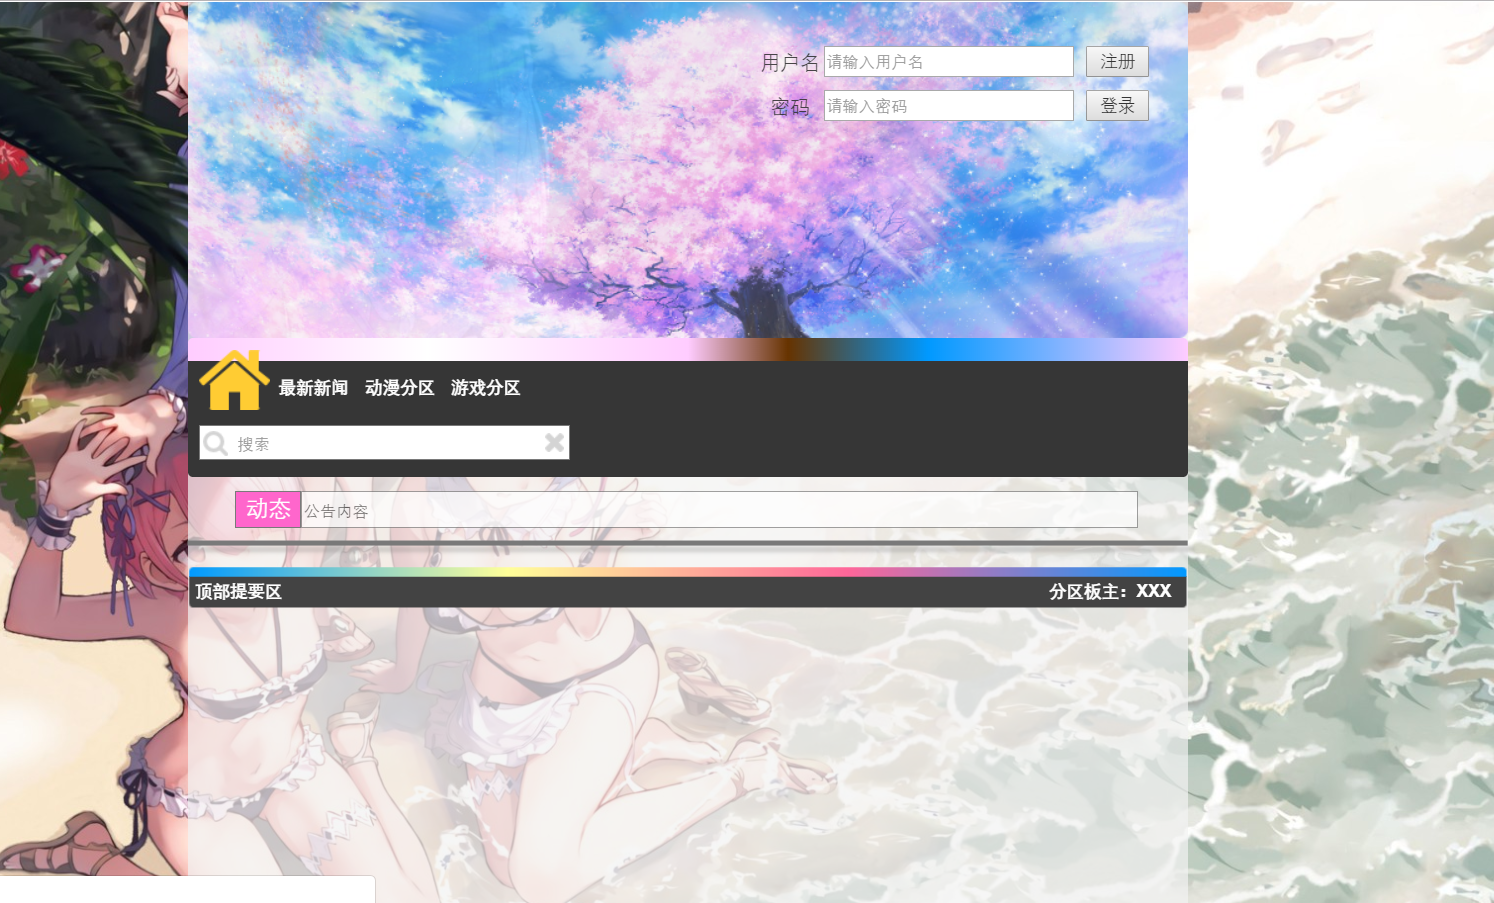 用户名 请输入用户名 注册
密码 请输入密码 登录
最新新闻 动漫分区 游戏分区
搜索
动态 公告内容
顶部提要区 分区板主：XXX